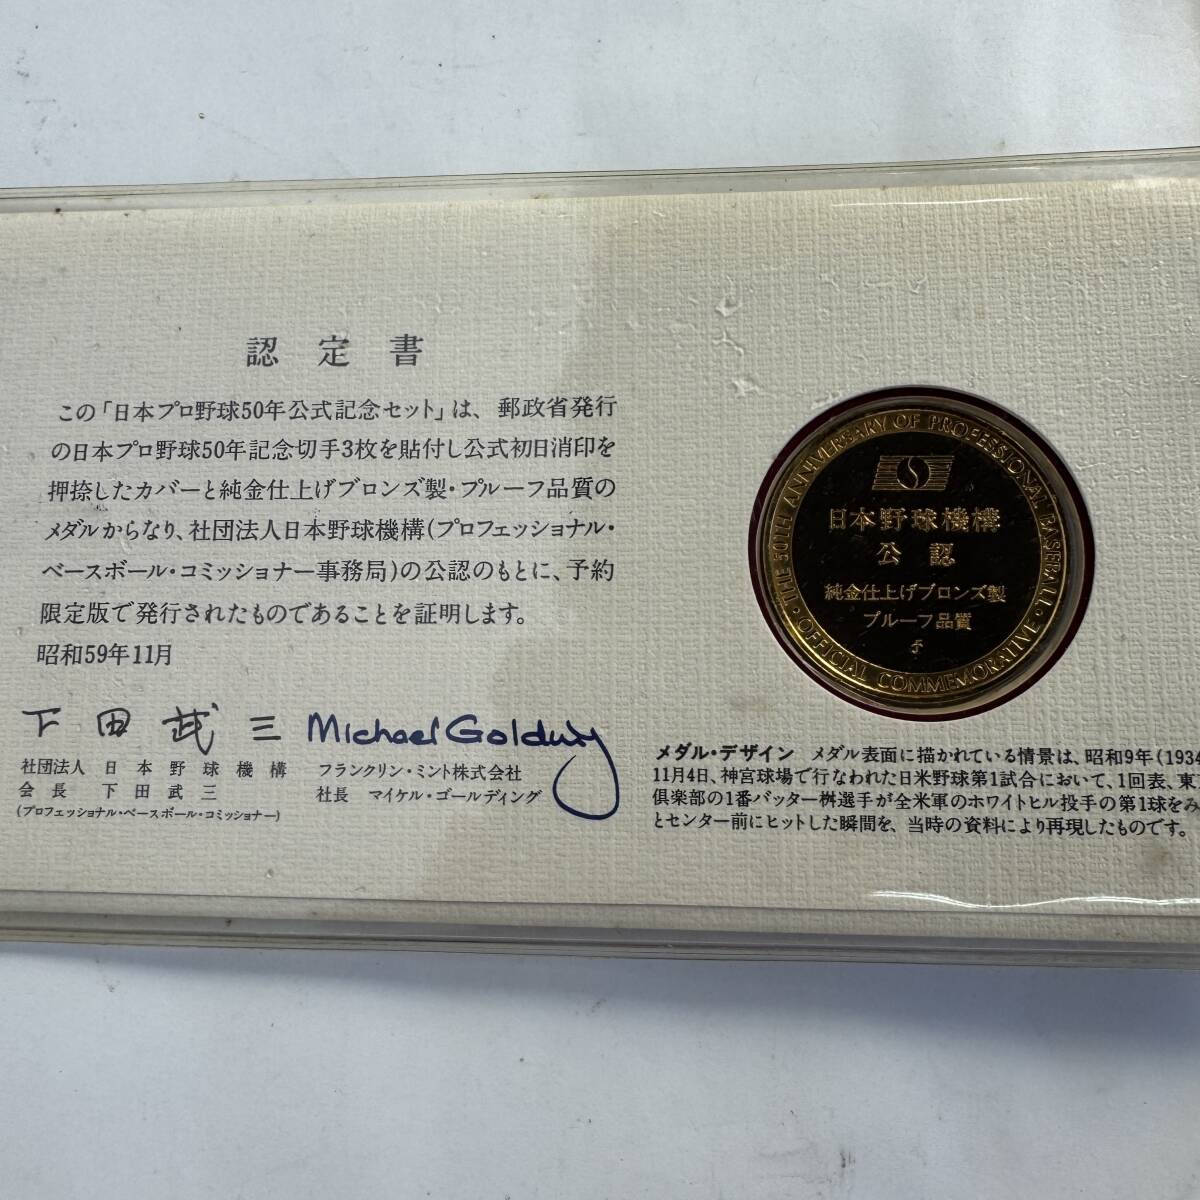 認定書
この「日本プロ野球50年公式記念セット」は、郵政省発行
の日本プロ野球50年記念切手3枚を貼付し公式初日消印を
押捺したカバーと純金仕上げブロンズ製・プルーフ品質の
メダルからなり、社団法人日本野球機構(プロフェッショナル・
ベースボール・コミッショナー事務局)の公認のもとに、予約
限定版で発行されたものであることを証明します。
昭和59年11月
下田武三
社団法人 日本野球機構
会長 下田武三
(プロフェッショナル・ベースボール・コミッショナー)
Michael Golding
フランクリン・ミント株式会社
社長 マイケル・ゴールディング
THE 50TH ANNIVERSARY OF PROFESSIONAL BASEBALL
日本野球機構
公認
純金仕上げブロンズ製
プルーフ品質
・OFFICIAL COMMEMORATIVE・
メダル・デザイン メダル表面に描かれている情景は、昭和9年(1934
11月4日、神宮球場で行なわれた日米野球第1試合において、1回表、東
倶楽部の1番バッター桝選手が全米軍のホワイトヒル投手の第1球をみ
とセンター前にヒットした瞬間を、当時の資料により再現したものです。